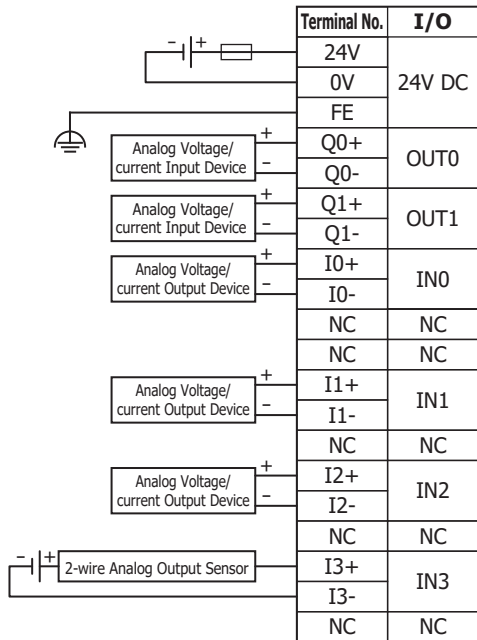 Terminal No. I/O
− + 24V
0V 24V DC
FE
Analog Voltage/
current Input Device
+ Q0+
− Q0-
OUT0
Analog Voltage/
current Input Device
+ Q1+
− Q1-
OUT1
Analog Voltage/
current Output Device
+ I0+
− I0-
IN0
NC NC
NC NC
Analog Voltage/
current Output Device
+ I1+
− I1-
IN1
NC NC
Analog Voltage/
current Output Device
+ I2+
− I2-
IN2
NC NC
− + 2-wire Analog Output Sensor I3+
I3-
IN3
NC NC